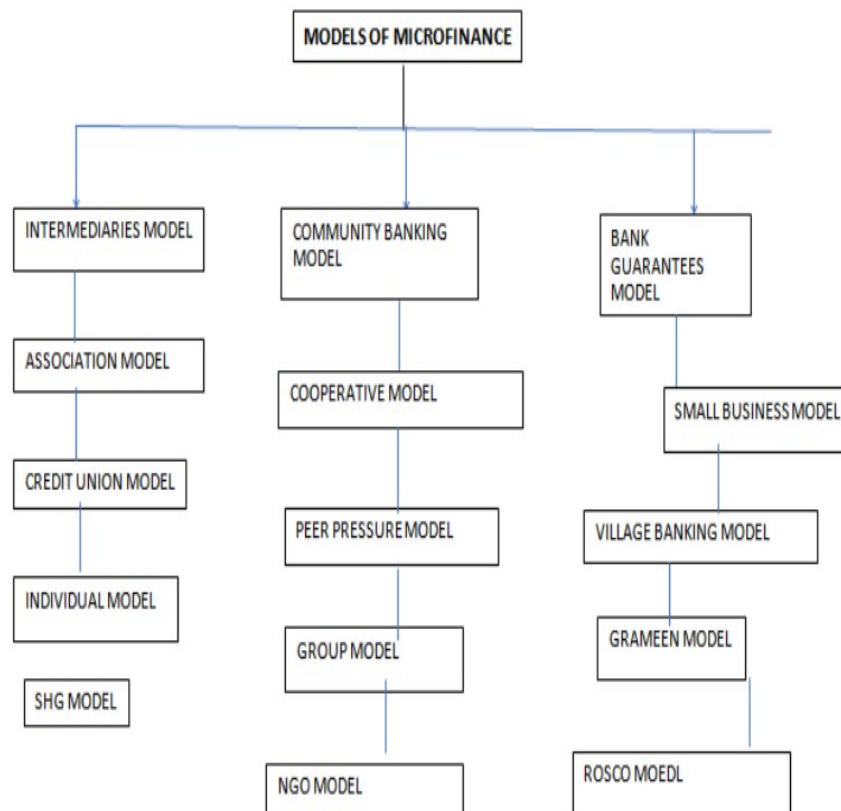 MODELS OF MICROFINANCE
INTERMEDIARIES MODEL
COMMUNITY BANKING
MODEL
BANK
GUARANTEES
MODEL
ASSOCIATION MODEL
COOPERATIVE MODEL
SMALL BUSINESS MODEL
CREDIT UNION MODEL
PEER PRESSURE MODEL
VILLAGE BANKING MODEL
INDIVIDUAL MODEL
GROUP MODEL
GRAMEEN MODEL
SHG MODEL
NGO MODEL
ROSCO MOEDL